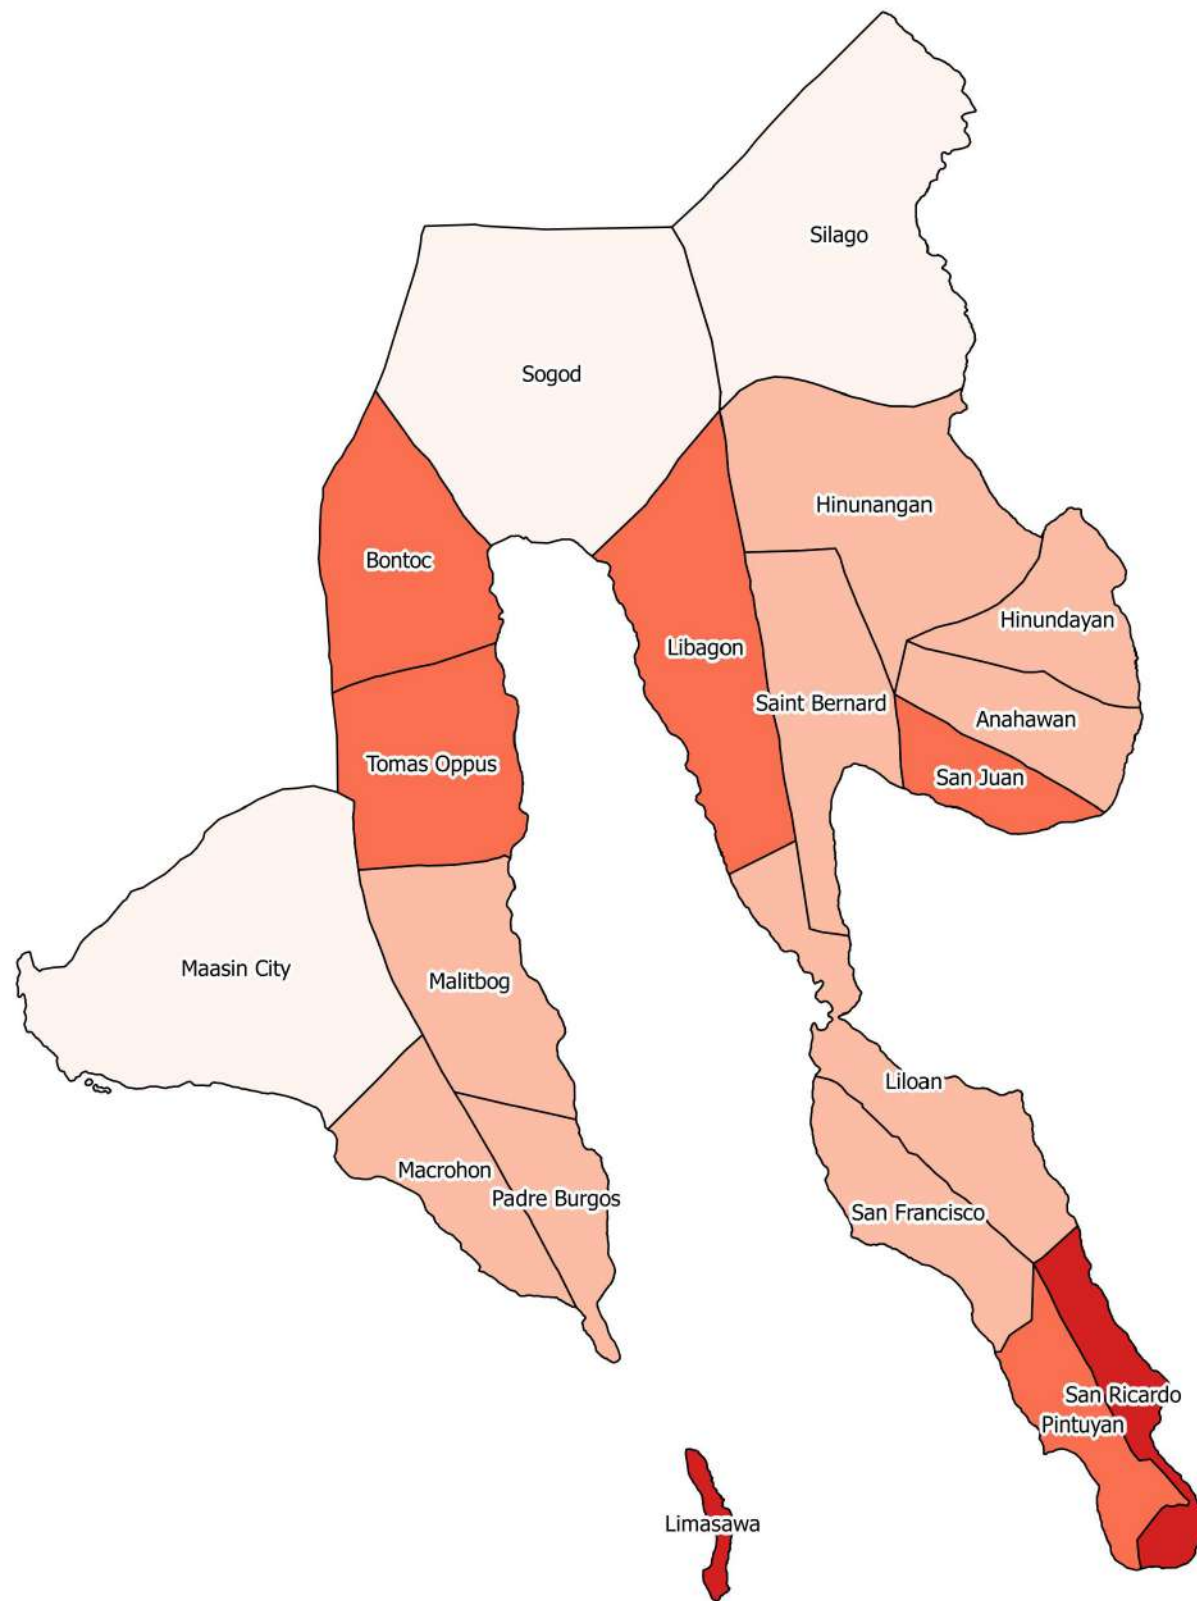 Silago
Sogod
Hinunangan
Bontoc
Hinundayan
Libagon
Saint Bernard
Anahawan
Tomas Oppus
San Juan
Maasin City
Malitbog
Liloan
Macrohon
Padre Burgos
San Francisco
San Ricardo
Pintuyan
Limasawa